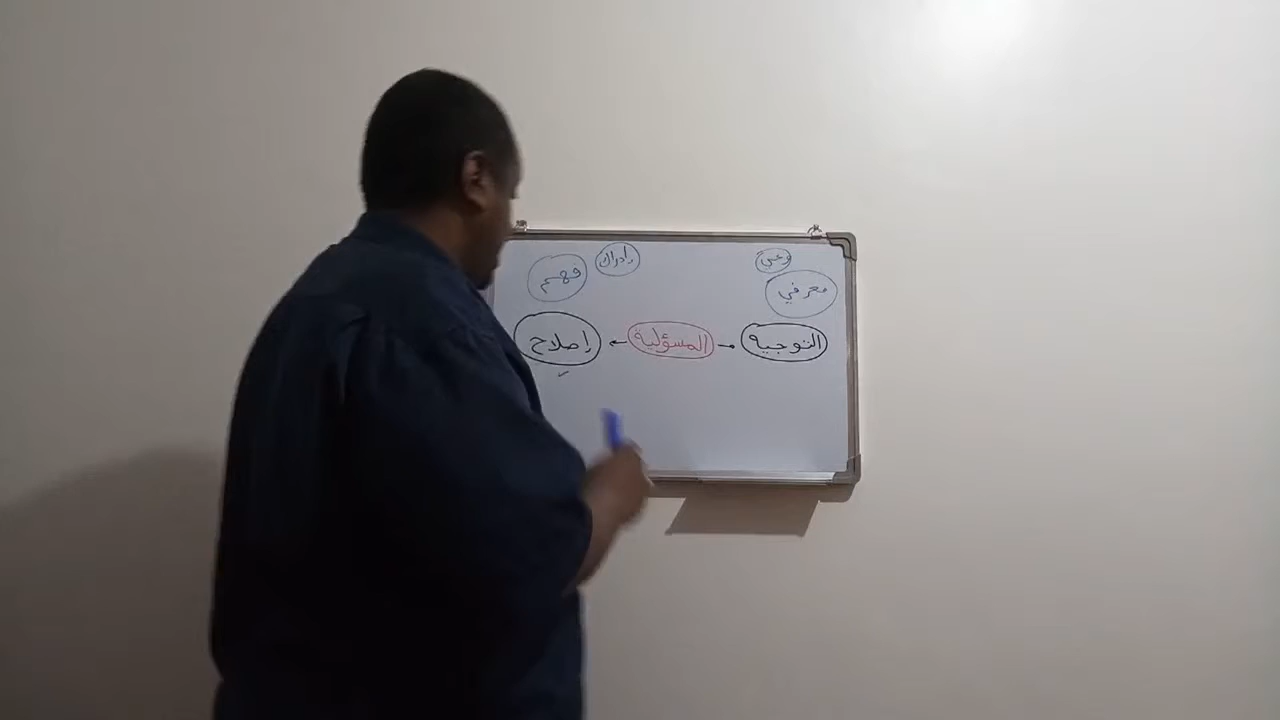 وعي إدراك
معرفي فهم
التوجيه المسؤلية إصلاح